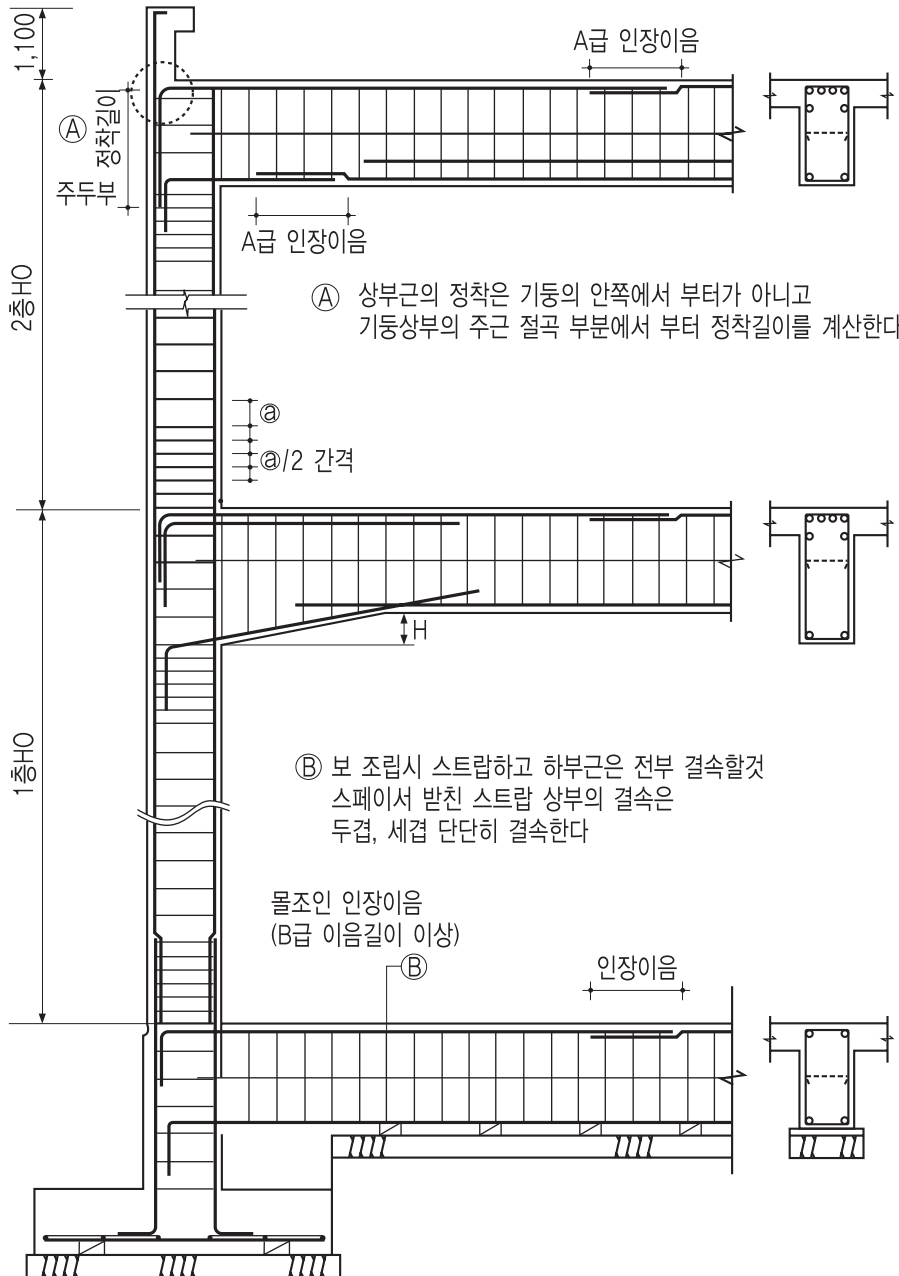 1,100
A급 인장이음
Ⓐ
정착길이
주두부
A급 인장이음
2층HO
Ⓐ 상부근의 정착은 기둥의 안쪽에서 부터가 아니고
기둥상부의 주근 절곡 부분에서 부터 정착길이를 계산한다
ⓐ
ⓐ/2 간격
H
1층HO
Ⓑ 보 조립시 스트랍하고 하부근은 전부 결속할것
스페이서 받친 스트랍 상부의 결속은
두겹, 세겹 단단히 결속한다
몰조인 인장이음
(B급 이음길이 이상)
Ⓑ
인장이음